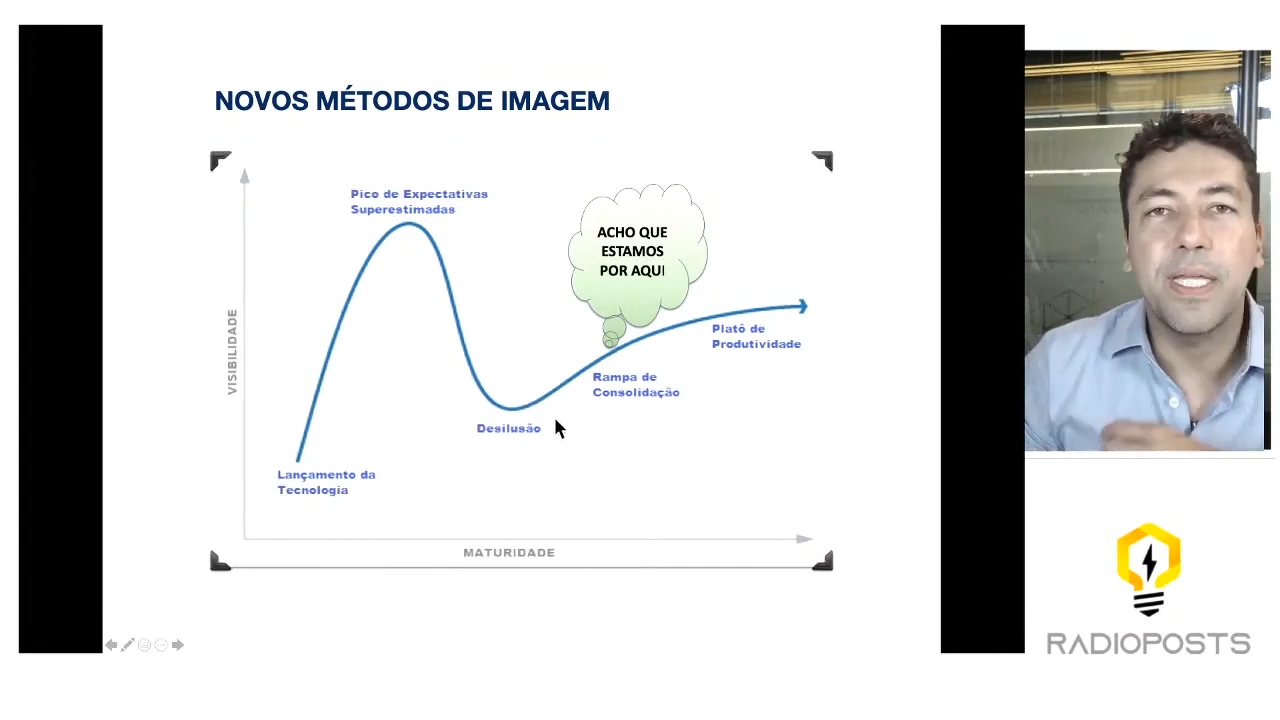 NOVOS MÉTODOS DE IMAGEM
Pico de Expectativas
Superestimadas
ACHO QUE
ESTAMOS
POR AQUI
VISIBILIDADE
Platô de
Produtividade
Rampa de
Consolidação
Desilusão
Lançamento da
Tecnologia
MATURIDADE
RADIOPOSTS